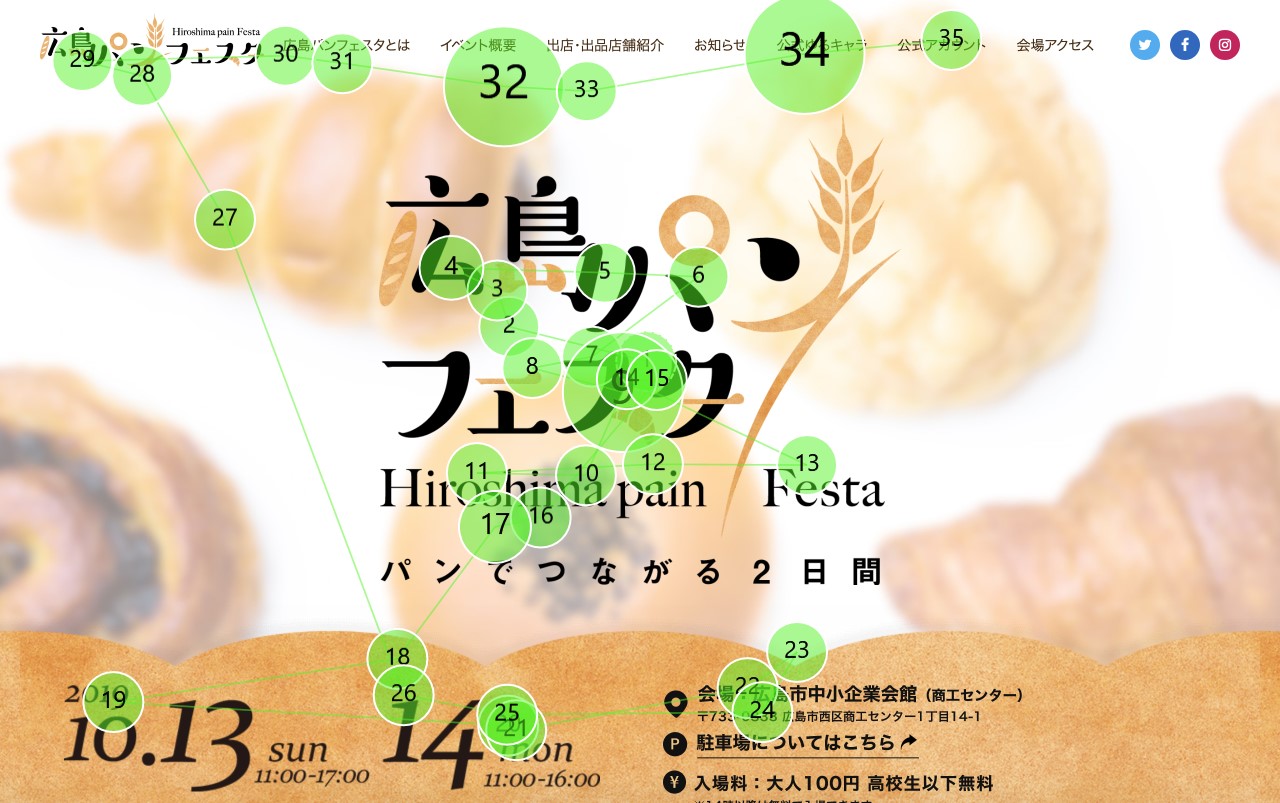 広島パンフェスタ Hiroshima pain Festa
広島パンフェスタとは イベント概要 出店・出品店舗紹介 お知らせ 公式ゆるキャラ 公式アカウント 会場アクセス
29 28 30 31 32 33 34 35
27
広島パン
4 3 5 6
2 7 8
フェスタ
9 14 15
11 10 12 13
Hiroshima pain Festa
17 16
パンでつながる2日間
18 23
19 26 22 24
25 21
2019
10.13 sun 11:00-17:00
14 mon 11:00-16:00
会場:広島市中小企業会館(商工センター)
〒733-0833 広島市西区商工センター1丁目14-1
P 駐車場についてはこちら
¥ 入場料:大人100円 高校生以下無料